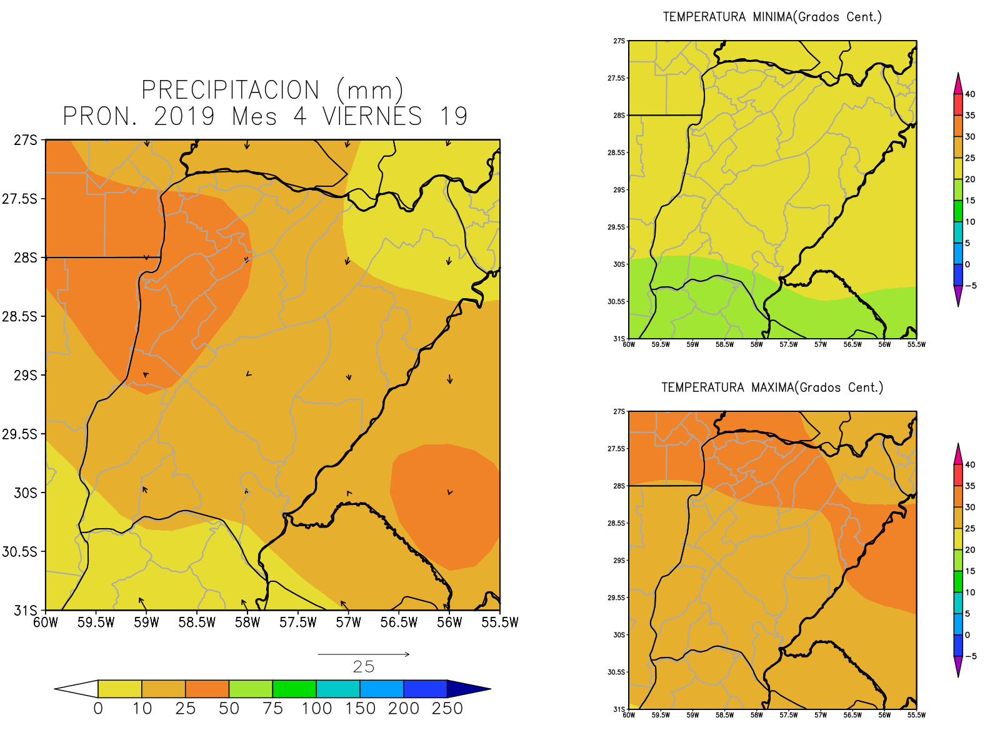 PRECIPITACION (mm)
PRON. 2019 Mes 4 VIERNES 19
27S
27.5S
28S
28.5S
29S
29.5S
30S
30.5S
31S
60W 59.5W 59W 58.5W 58W 57.5W 57W 56.5W 56W 55.5W
25
0 10 25 50 75 100 150 200 250
TEMPERATURA MINIMA(Grados Cent.)
27S
27.5S
28S
28.5S
29S
29.5S
30S
30.5S
31S
60W 59.5W 59W 58.5W 58W 57.5W 57W 56.5W 56W 55.5W
40
35
30
25
20
15
10
5
0
−5
TEMPERATURA MAXIMA(Grados Cent.)
27S
27.5S
28S
28.5S
29S
29.5S
30S
30.5S
31S
60W 59.5W 59W 58.5W 58W 57.5W 57W 56.5W 56W 55.5W
40
35
30
25
20
15
10
5
0
−5